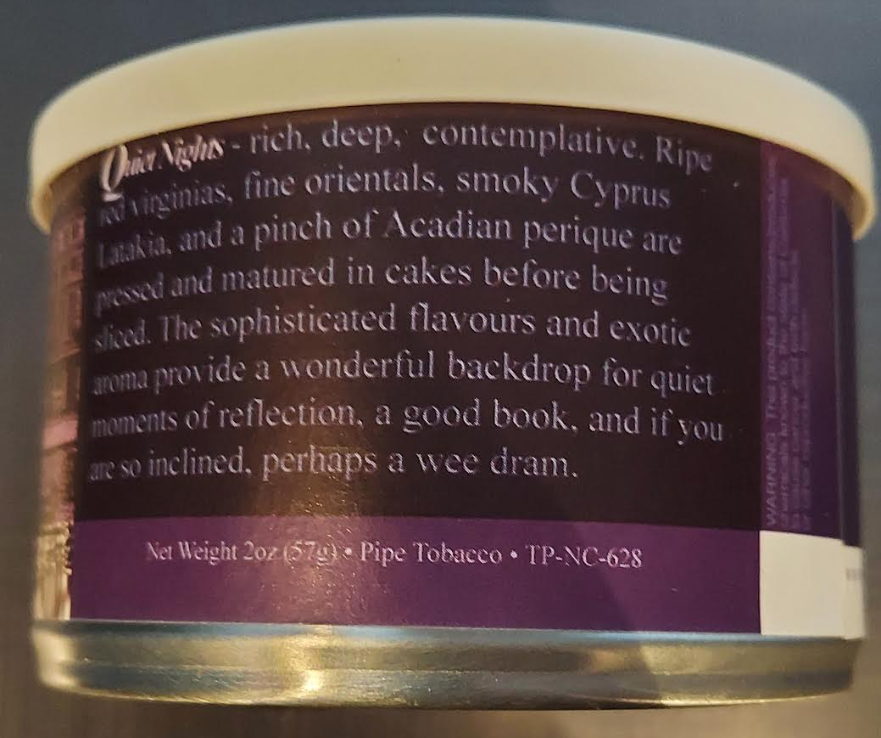 Quiet Nights - rich, deep, contemplative. Ripe
red virginias, fine orientals, smoky Cyprus
Latakia, and a pinch of Acadian perique are
pressed and matured in cakes before being
sliced. The sophisticated flavours and exotic
aroma provide a wonderful backdrop for quiet
moments of reflection, a good book, and if you
are so inclined, perhaps a wee dram.
Net Weight 2oz (57g) • Pipe Tobacco • TP-NC-628
WARNING: This product